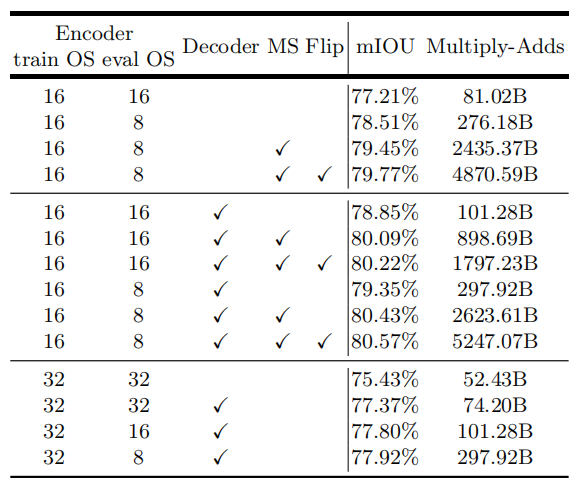 Encoder
train OS eval OS Decoder MS Flip mIOU Multiply-Adds
16 16 77.21% 81.02B
16 8 78.51% 276.18B
16 8 ✓ 79.45% 2435.37B
16 8 ✓ ✓ 79.77% 4870.59B
16 16 ✓ 78.85% 101.28B
16 16 ✓ ✓ 80.09% 898.69B
16 16 ✓ ✓ ✓ 80.22% 1797.23B
16 8 ✓ 79.35% 297.92B
16 8 ✓ ✓ 80.43% 2623.61B
16 8 ✓ ✓ ✓ 80.57% 5247.07B
32 32 75.43% 52.43B
32 32 ✓ 77.37% 74.20B
32 16 ✓ 77.80% 101.28B
32 8 ✓ 77.92% 297.92B